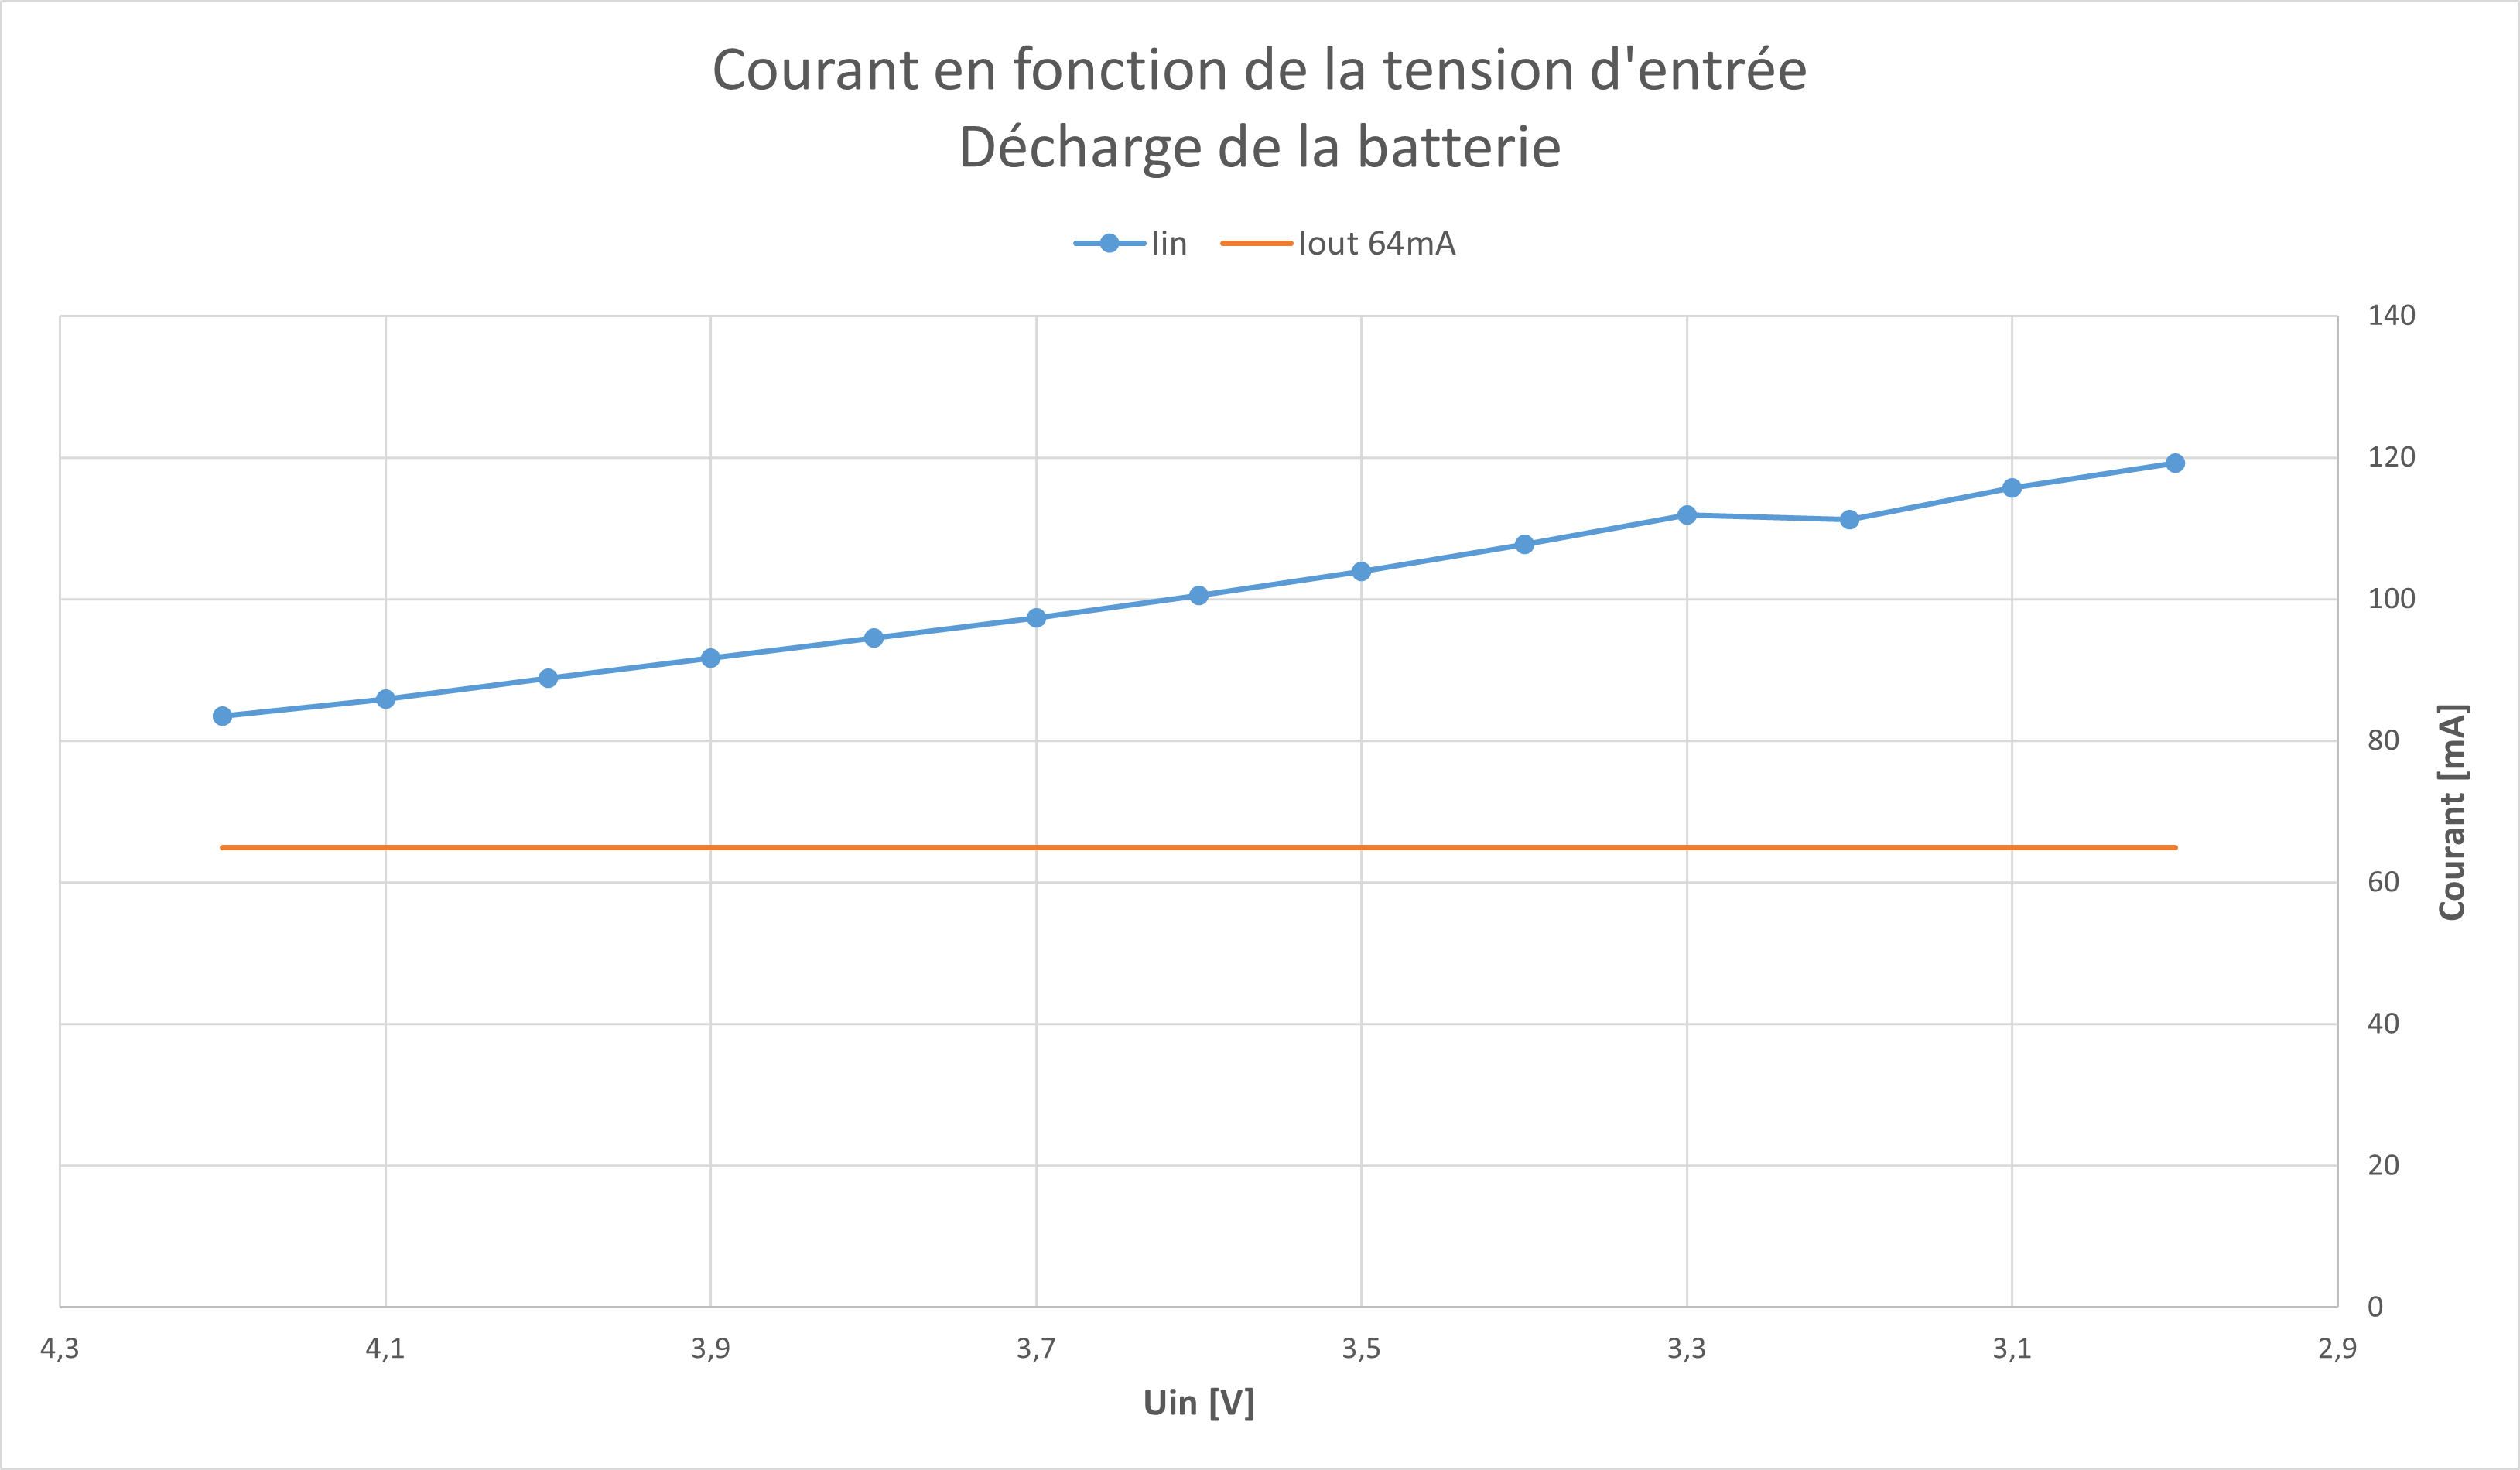 Courant en fonction de la tension d'entrée
Décharge de la batterie
Iin
Iout 64mA
140
120
100
80
60
40
20
0
Courant [mA]
4,3
4,1
3,9
3,7
3,5
3,3
3,1
2,9
Uin [V]